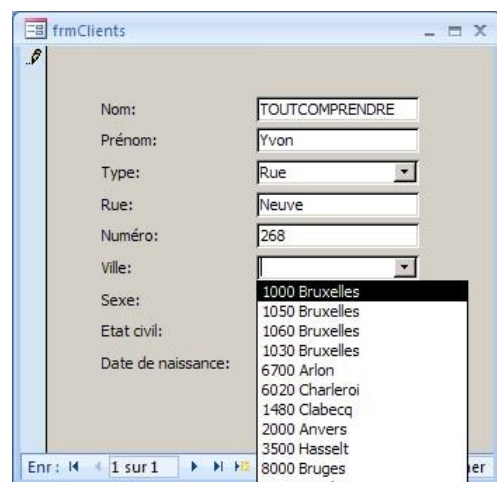 frmClients
Nom: TOUTCOMPRENDRE
Prénom: Yvon
Type: Rue
Rue: Neuve
Numéro: 268
Ville:
1000 Bruxelles
Sexe:
1050 Bruxelles
1060 Bruxelles
Etat civil:
1030 Bruxelles
Date de naissance:
6700 Arlon
6020 Charleroi
1480 Clabecq
2000 Anvers
3500 Hasselt
8000 Bruges
Enr: 1 sur 1